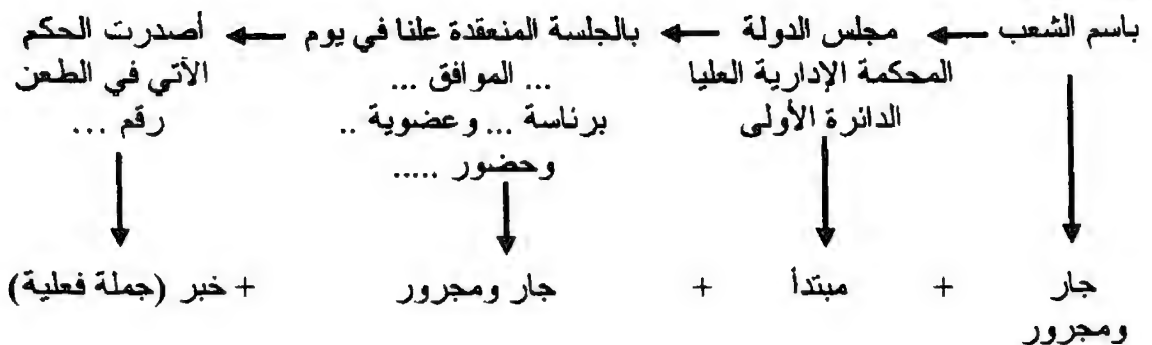 باسم الشعب ← مجلس الدولة ← بالجلسة المنعقدة علنا في يوم ← أصدرت الحكم
المحكمة الإدارية العليا ... الموافق ... الآتي في الطعن
الدائرة الأولى برئاسة ... وعضوية .. رقم ...
وحضور .....
جار + مبتدأ + جار ومجرور + خبر (جملة فعلية)
ومجرور